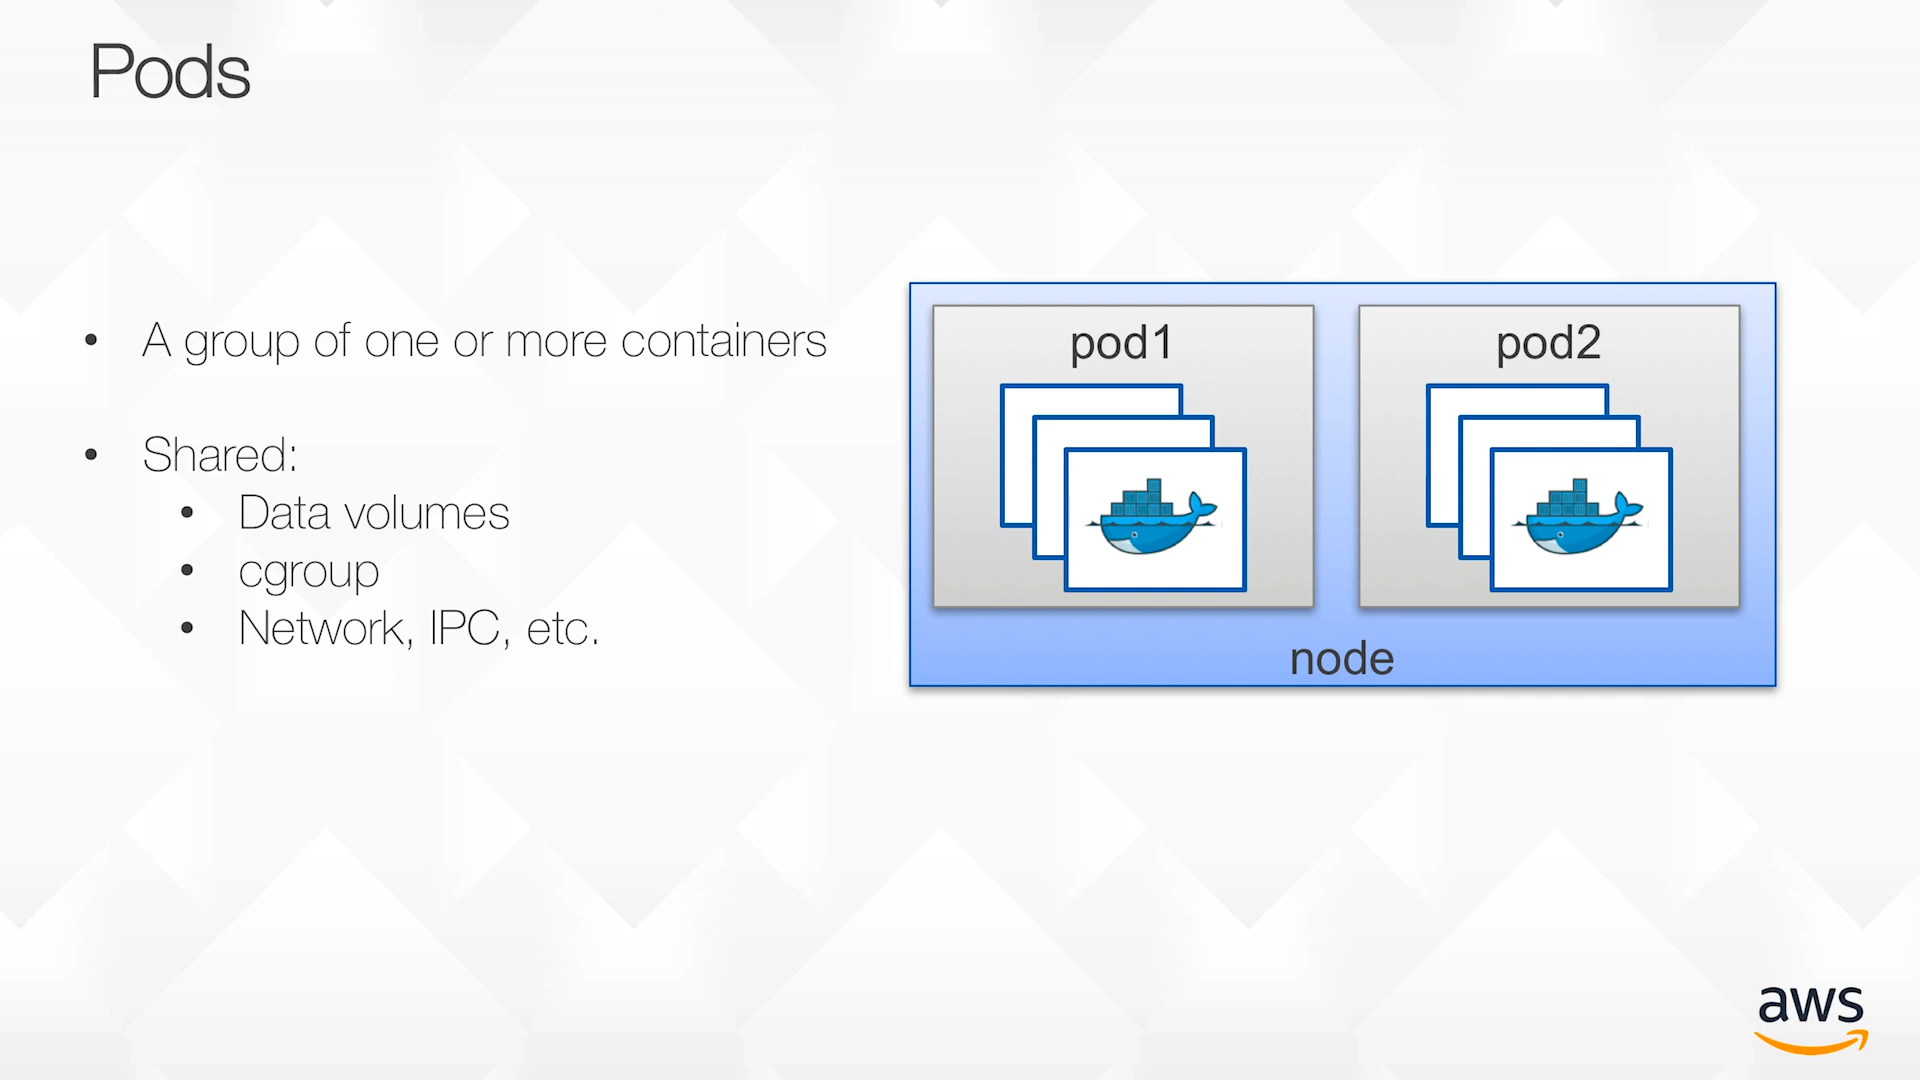 Pods
• A group of one or more containers
• Shared:
• Data volumes
• cgroup
• Network, IPC, etc.
pod1
pod2
node
aws